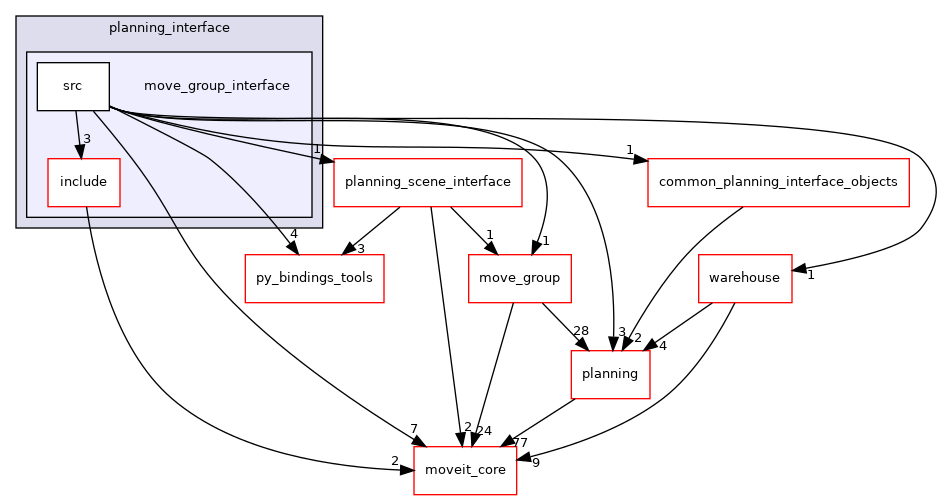 planning_interface
src
move_group_interface
3
1
1
include
planning_scene_interface
common_planning_interface_objects
4
3
1
1
1
py_bindings_tools
move_group
warehouse
28
3
2
4
planning
7
2
24
77
2
9
moveit_core